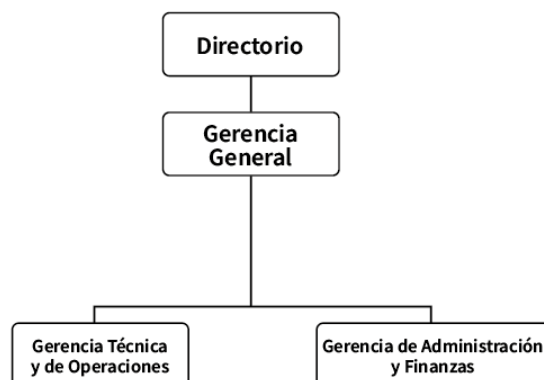 Directorio
Gerencia
General
Gerencia Técnica
y de Operaciones
Gerencia de Administración
y Finanzas